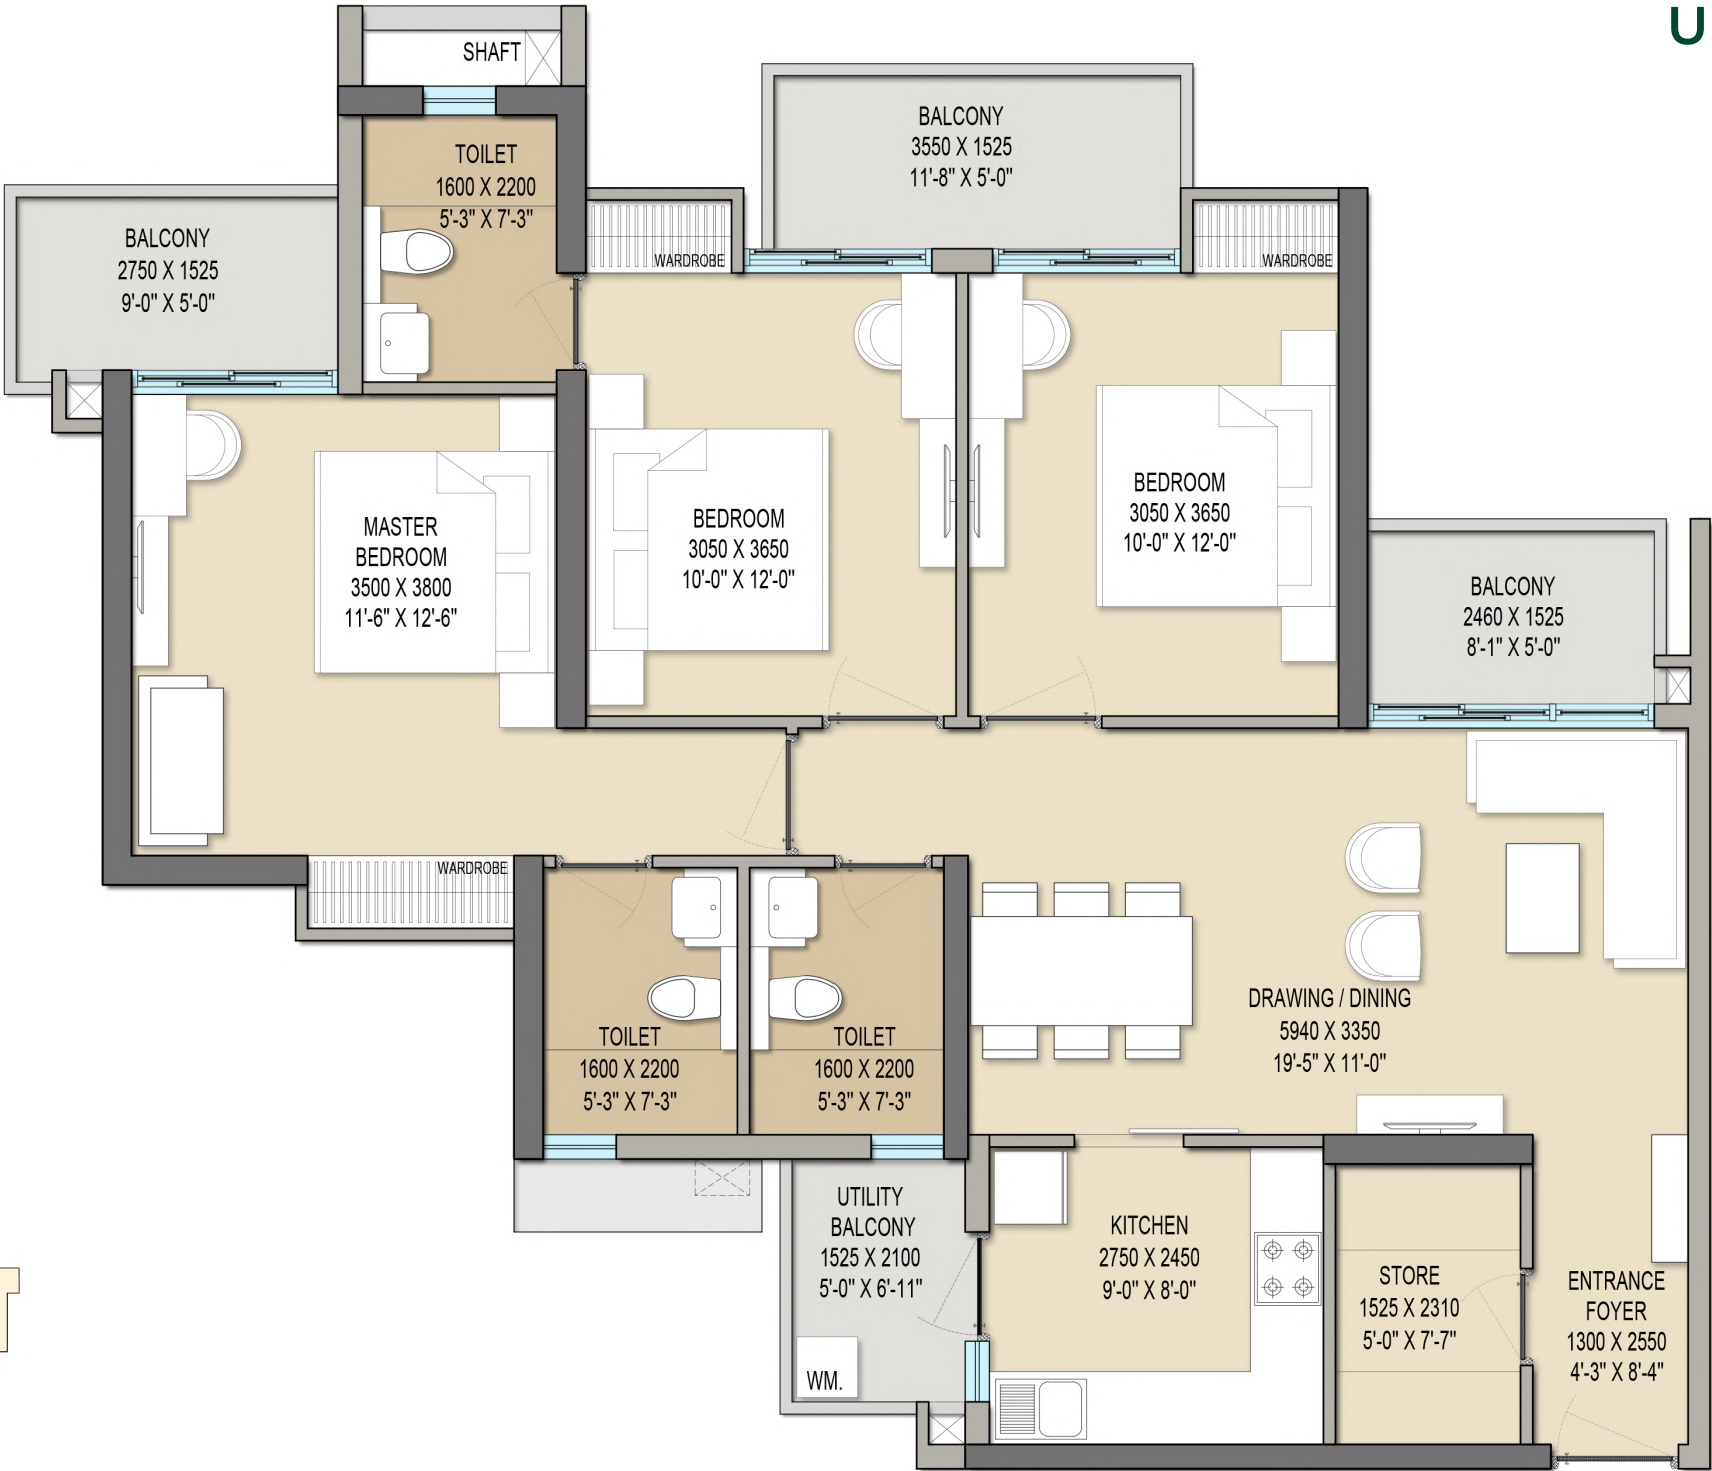 U
SHAFT
TOILET
1600 X 2200
5'-3" X 7'-3"
BALCONY
3550 X 1525
11'-8" X 5'-0"
BALCONY
2750 X 1525
9'-0" X 5'-0"
WARDROBE
WARDROBE
MASTER
BEDROOM
3500 X 3800
11'-6" X 12'-6"
BEDROOM
3050 X 3650
10'-0" X 12'-0"
BEDROOM
3050 X 3650
10'-0" X 12'-0"
BALCONY
2460 X 1525
8'-1" X 5'-0"
WARDROBE
TOILET
1600 X 2200
5'-3" X 7'-3"
TOILET
1600 X 2200
5'-3" X 7'-3"
DRAWING / DINING
5940 X 3350
19'-5" X 11'-0"
UTILITY
BALCONY
1525 X 2100
5'-0" X 6'-11"
WM.
KITCHEN
2750 X 2450
9'-0" X 8'-0"
STORE
1525 X 2310
5'-0" X 7'-7"
ENTRANCE
FOYER
1300 X 2550
4'-3" X 8'-4"